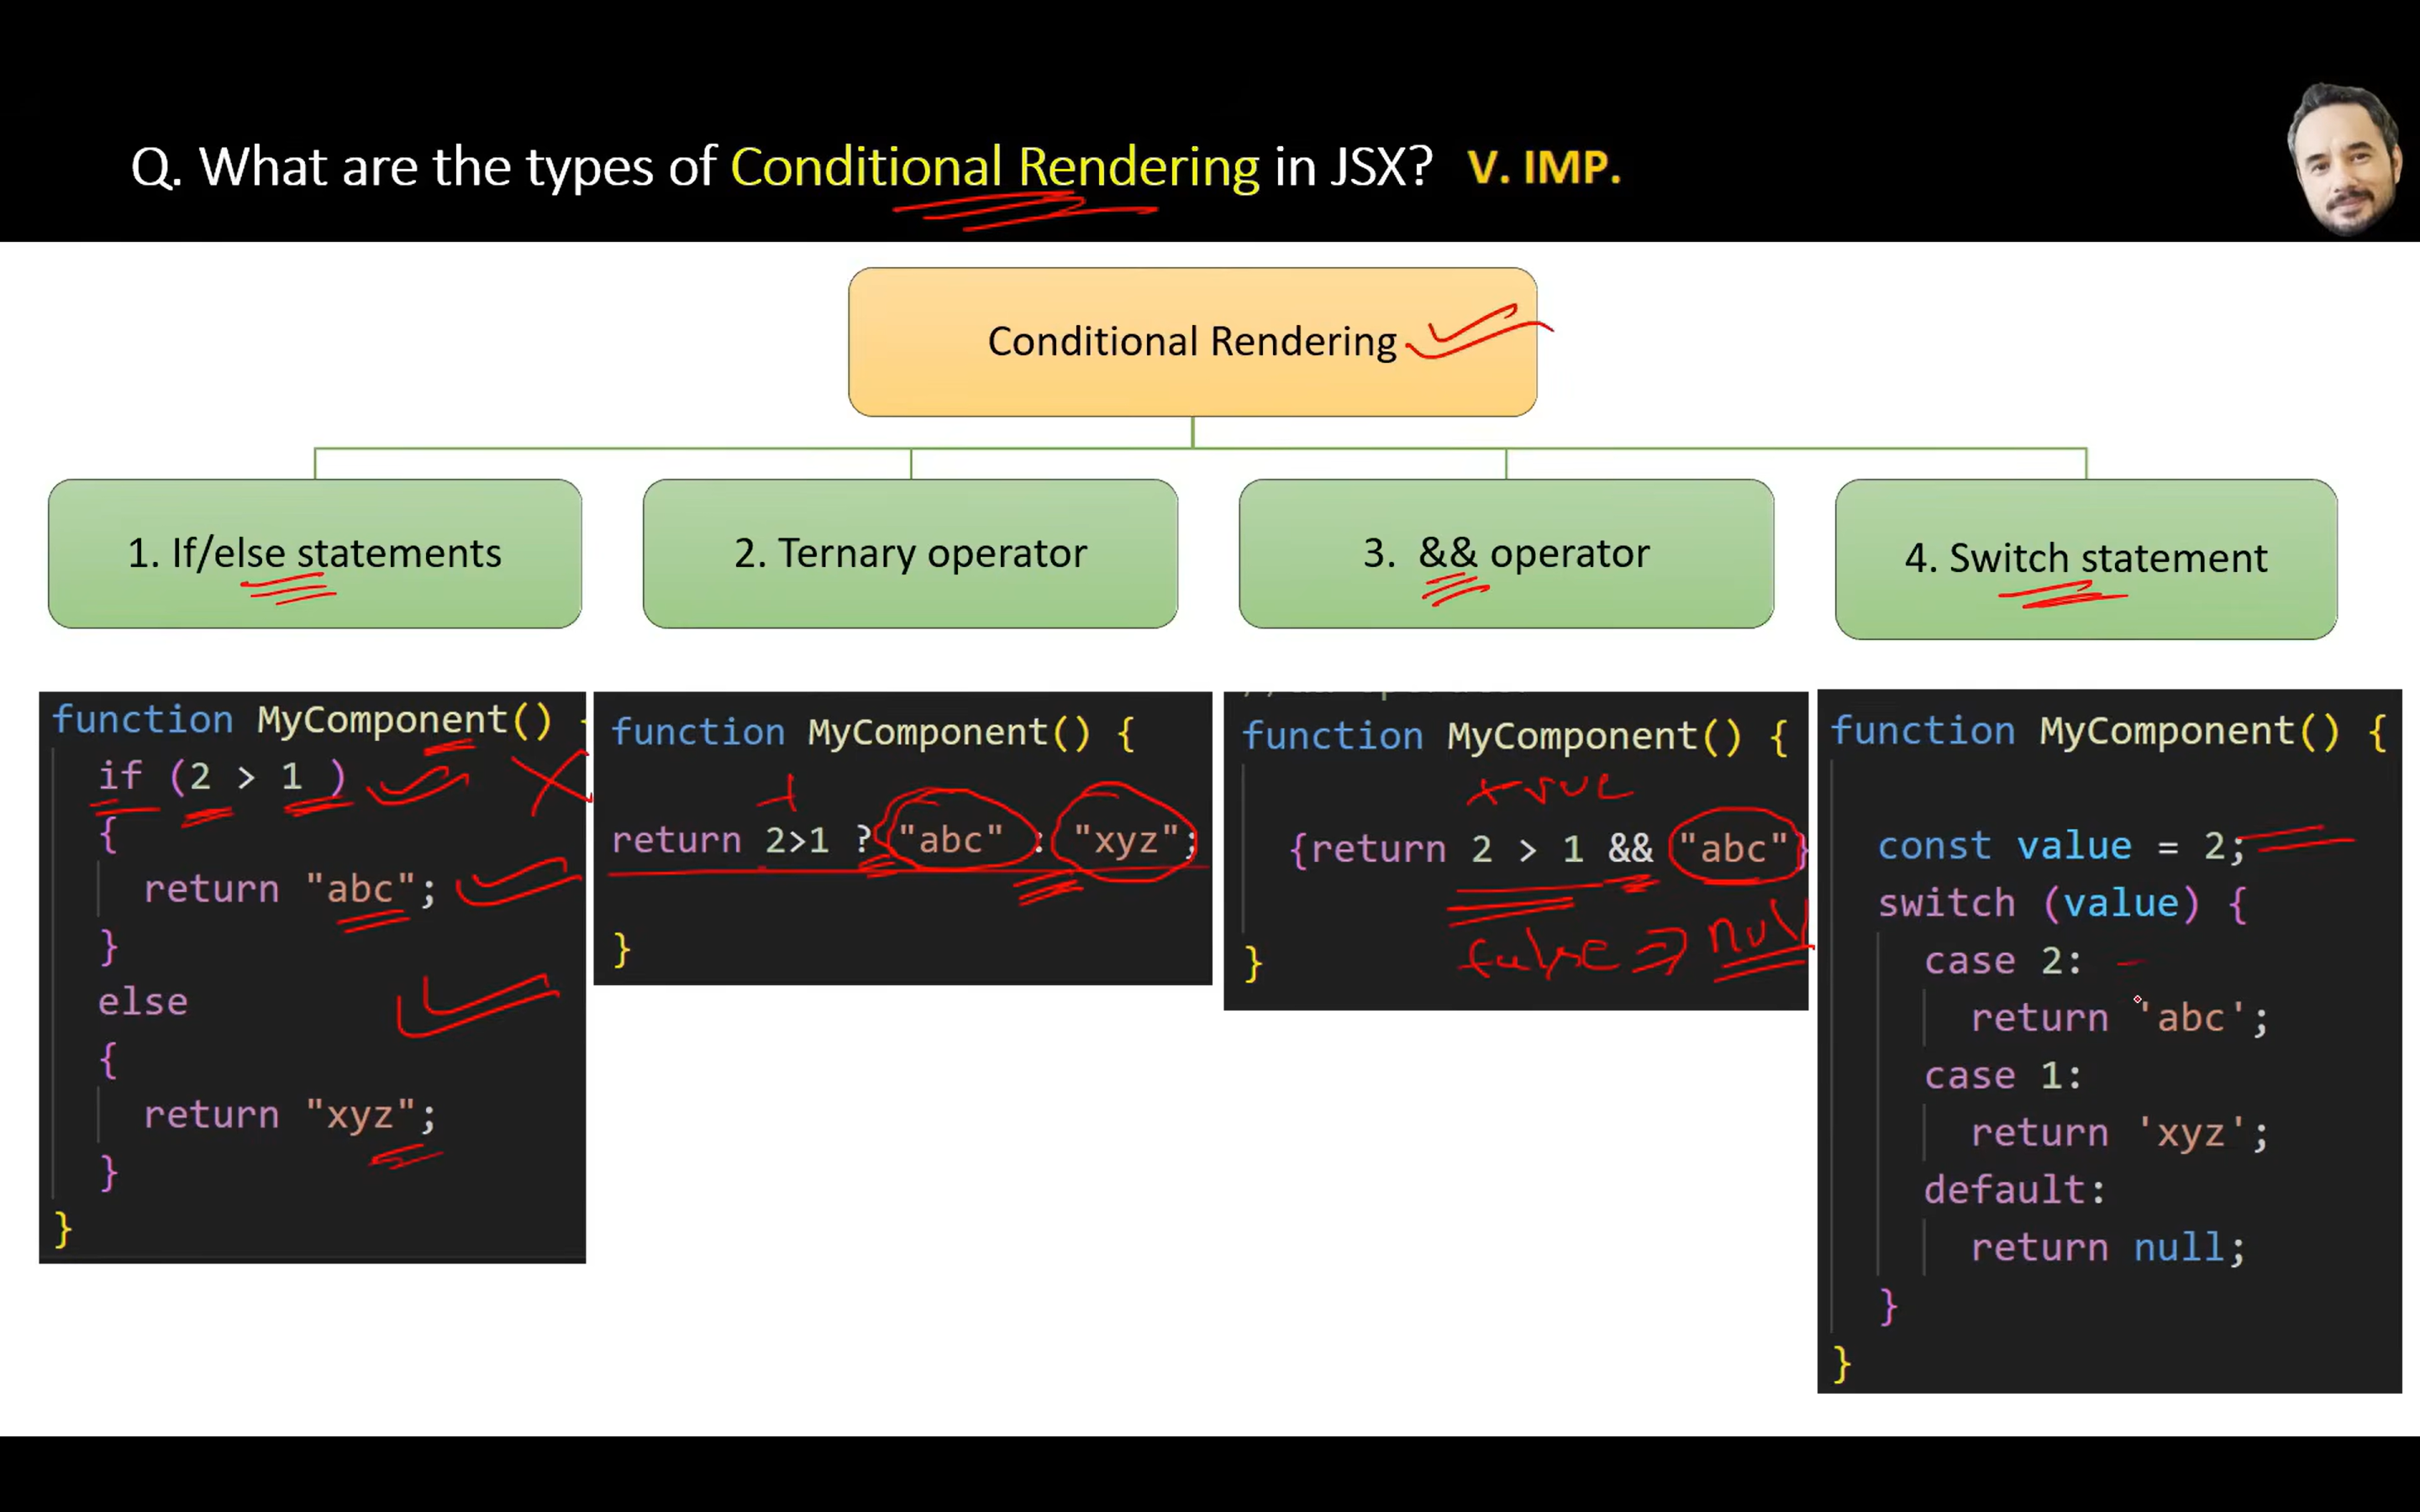 Q. What are the types of Conditional Rendering in JSX? V. IMP.
Conditional Rendering
1. If/else statements
2. Ternary operator
3. && operator
4. Switch statement
function MyComponent() {
if (2 > 1 )
{
return "abc";
}
else
{
return "xyz";
}
}
function MyComponent() {
return 2>1 ? "abc" : "xyz";
}
function MyComponent() {
true
{return 2 > 1 && "abc"}
false => null
}
function MyComponent() {
const value = 2;
switch (value) {
case 2:
return 'abc';
case 1:
return 'xyz';
default:
return null;
}
}